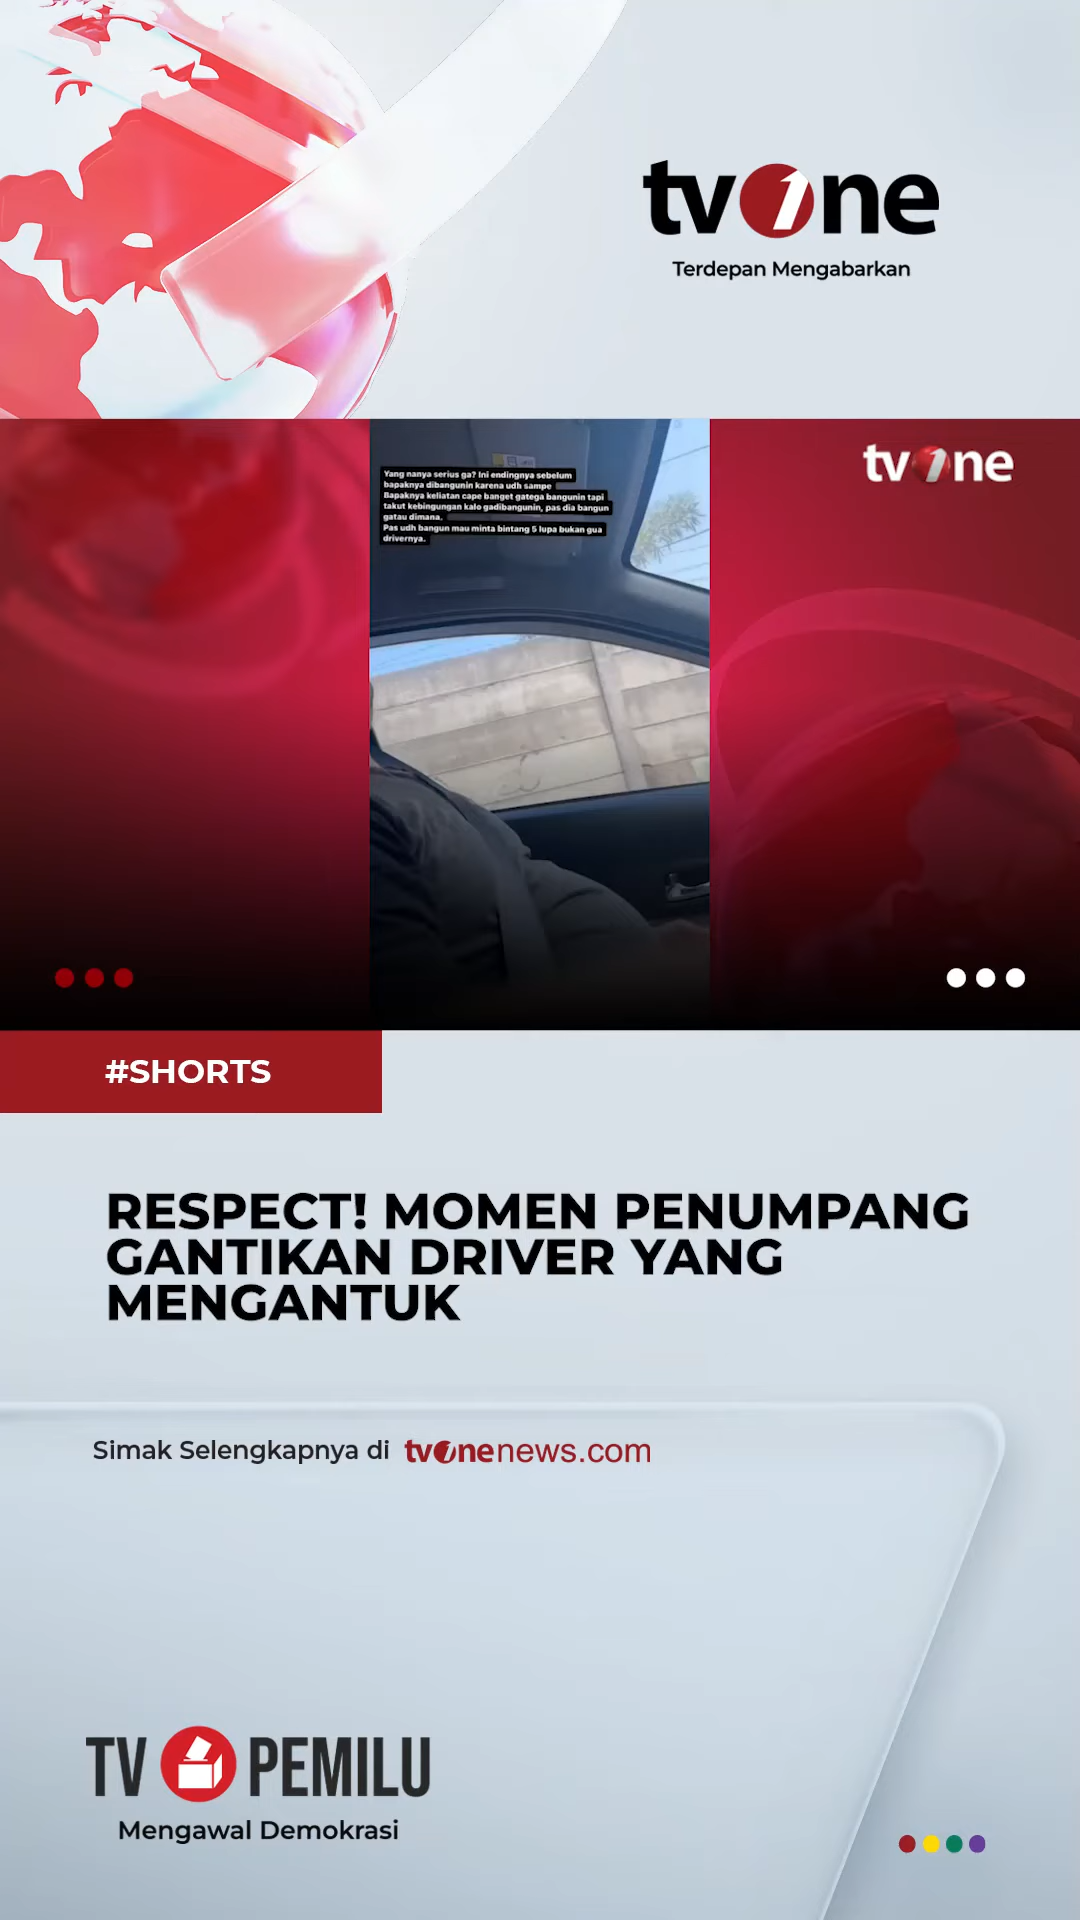 tvOne
Terdepan Mengabarkan
tvOne
Yang nanya serius ga? Ini endingnya sebelum
bapaknya dibangunin karena udh sampe
Bapaknya keliatan cape banget gatega bangunin tapi
takut kebingungan kalo gadibangunin, pas dia bangun
gatau dimana.
Pas udh bangun mau minta bintang 5 lupa bukan gua
drivernya.
#SHORTS
RESPECT! MOMEN PENUMPANG
GANTIKAN DRIVER YANG
MENGANTUK
Simak Selengkapnya di tvOnenews.com
TV PEMILU
Mengawal Demokrasi